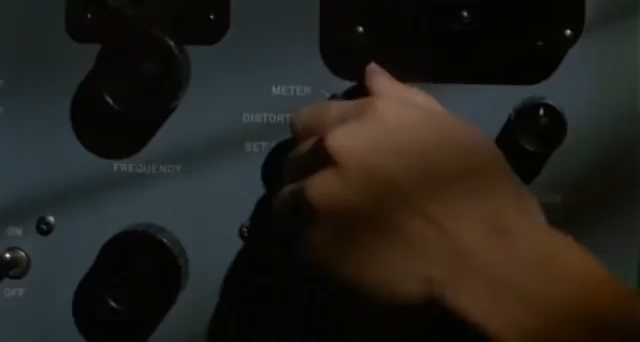 METER
DISTORT
SET
FREQUENCY
ON
OFF